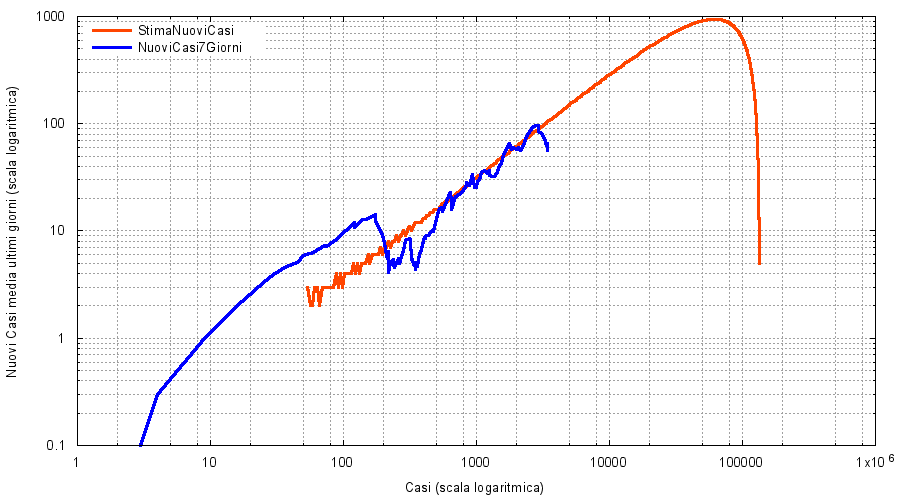 1000
100
10
1
0.1
Nuovi Casi media ultimi giorni (scala logaritmica)
StimaNuoviCasi
NuoviCasi7Giorni
1 10 100 1000 10000 100000 1x10 6
Casi (scala logaritmica)